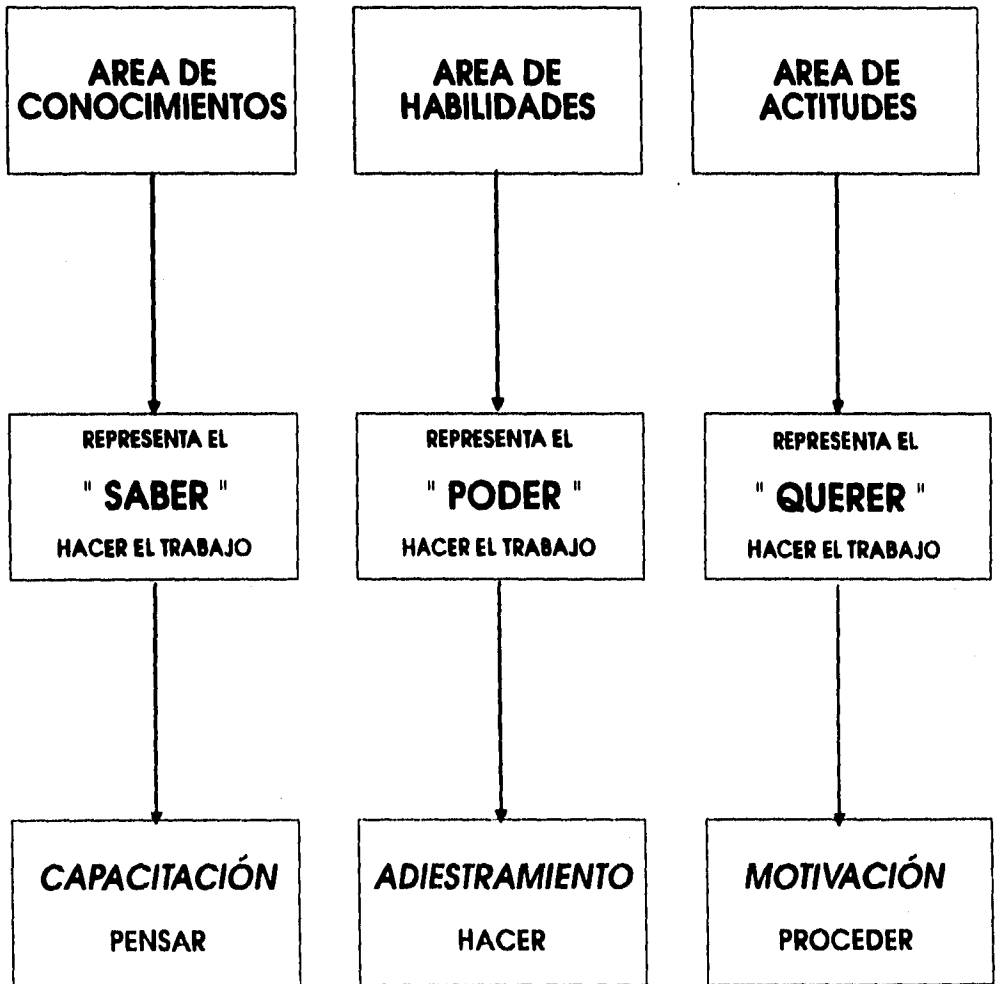 AREA DE
CONOCIMIENTOS
AREA DE
HABILIDADES
AREA DE
ACTITUDES
REPRESENTA EL
" SABER "
HACER EL TRABAJO
REPRESENTA EL
" PODER "
HACER EL TRABAJO
REPRESENTA EL
" QUERER "
HACER EL TRABAJO
CAPACITACIÓN
PENSAR
ADIESTRAMIENTO
HACER
MOTIVACIÓN
PROCEDER